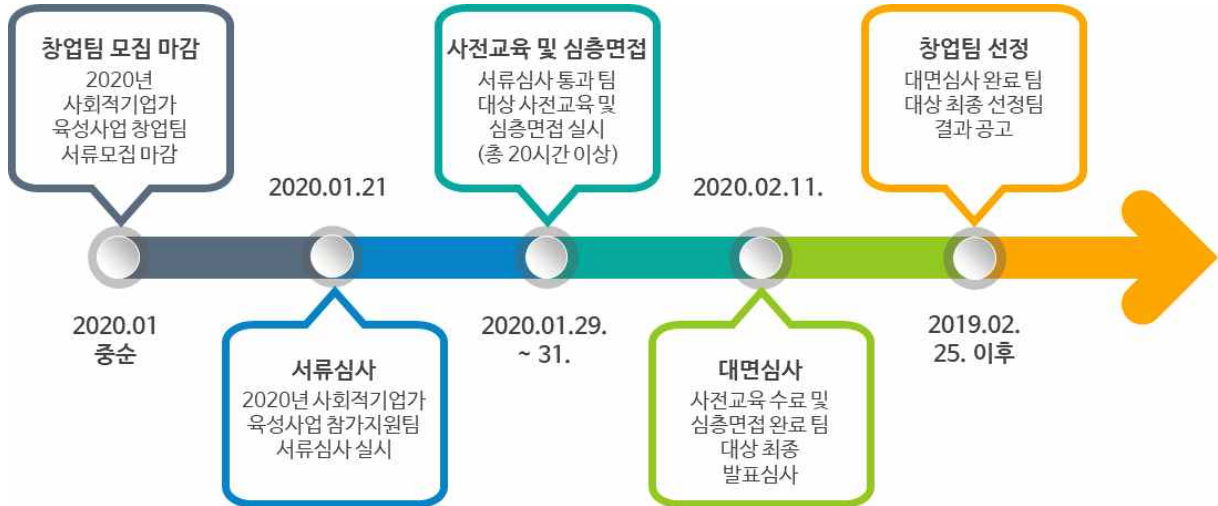 창업팀 모집 마감
2020년
사회적기업가
육성사업 창업팀
서류모집 마감
2020.01
중순
2020.01.21
서류심사
2020년 사회적기업가
육성사업 참가지원팀
서류심사 실시
사전교육 및 심층면접
서류심사 통과 팀
대상 사전교육 및
심층면접 실시
(총 20시간 이상)
2020.01.29.
~ 31.
2020.02.11.
대면심사
사전교육 수료 및
심층면접 완료 팀
대상 최종
발표심사
창업팀 선정
대면심사 완료 팀
대상 최종 선정팀
결과 공고
2019.02.
25. 이후